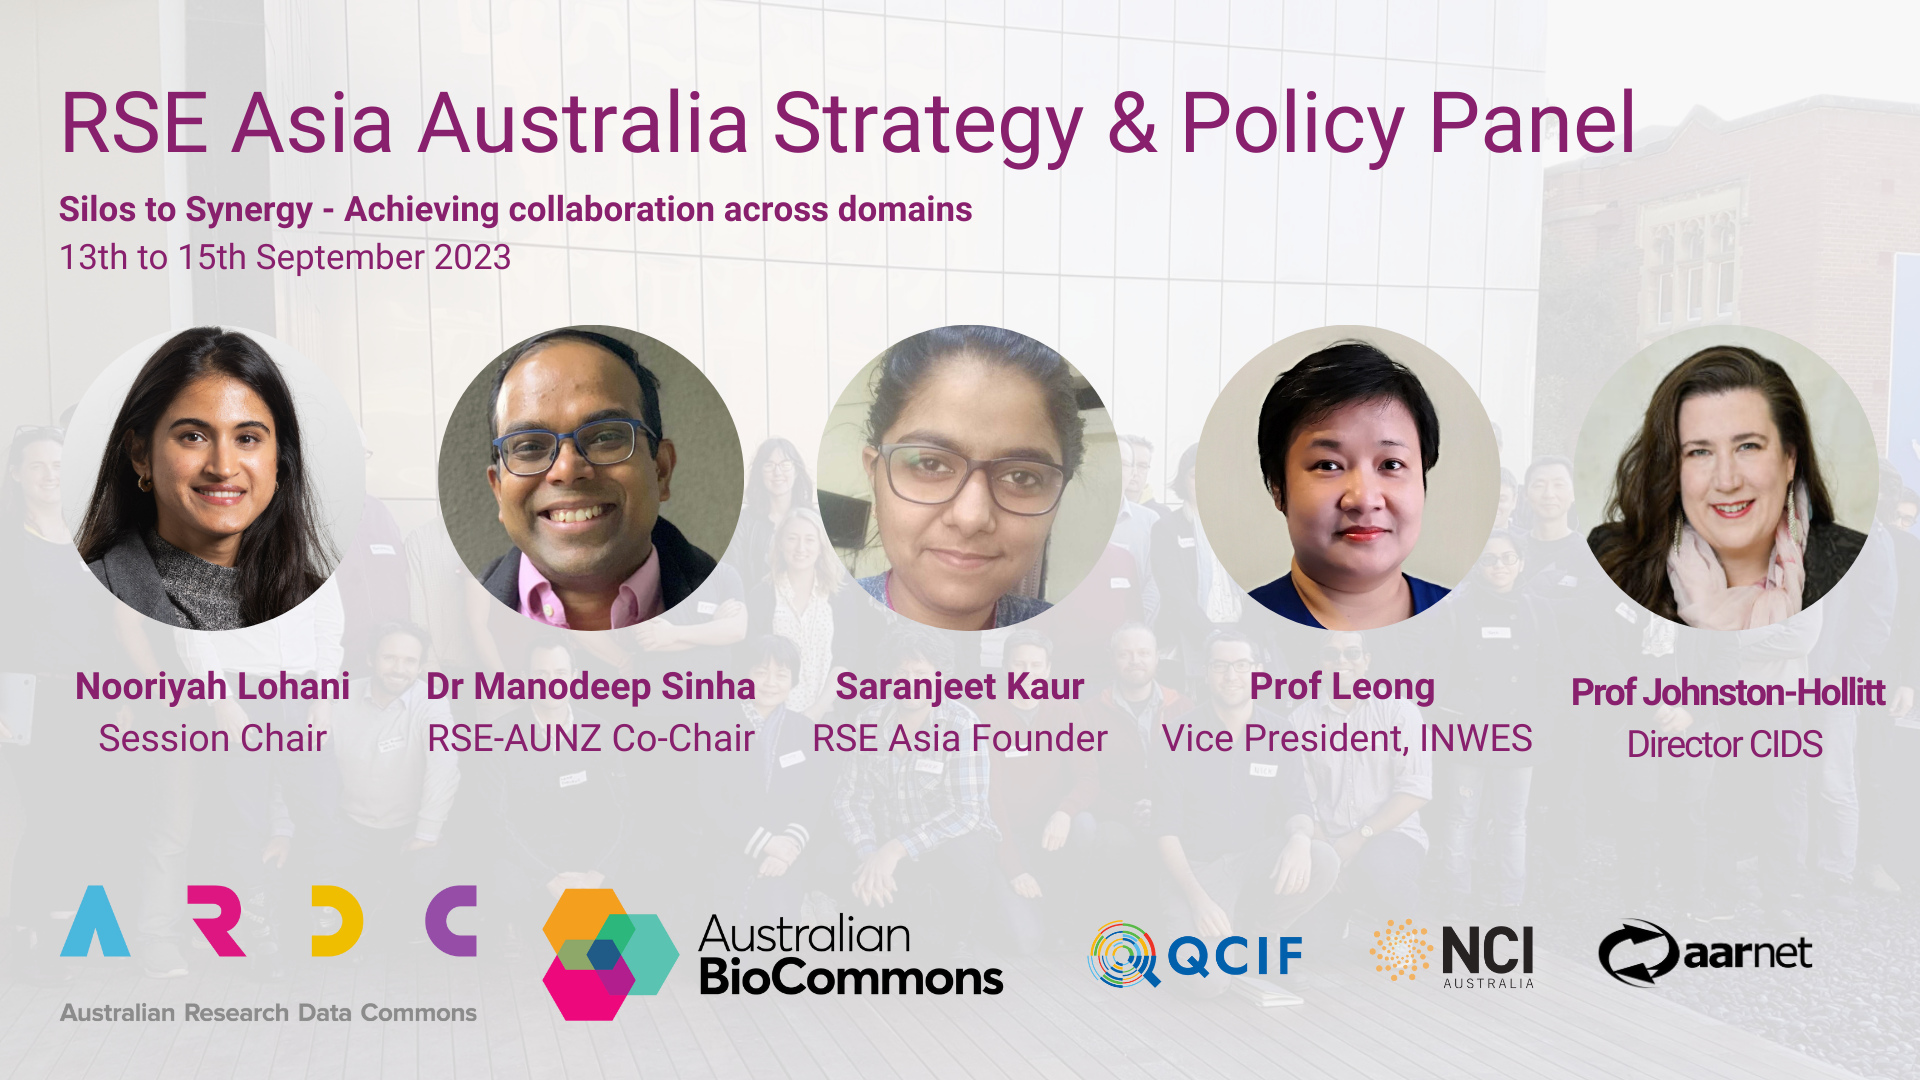 RSE Asia Australia Strategy & Policy Panel
Silos to Synergy - Achieving collaboration across domains
13th to 15th September 2023
Nooriyah Lohani
Session Chair
Dr Manodeep Sinha
RSE-AUNZ Co-Chair
Saranjeet Kaur
RSE Asia Founder
Prof Leong
Vice President, INWES
Prof Johnston-Hollitt
Director CIDS
ARDC
Australian Research Data Commons
Australian
BioCommons
QCIF
NCI
AUSTRALIA
aarnet